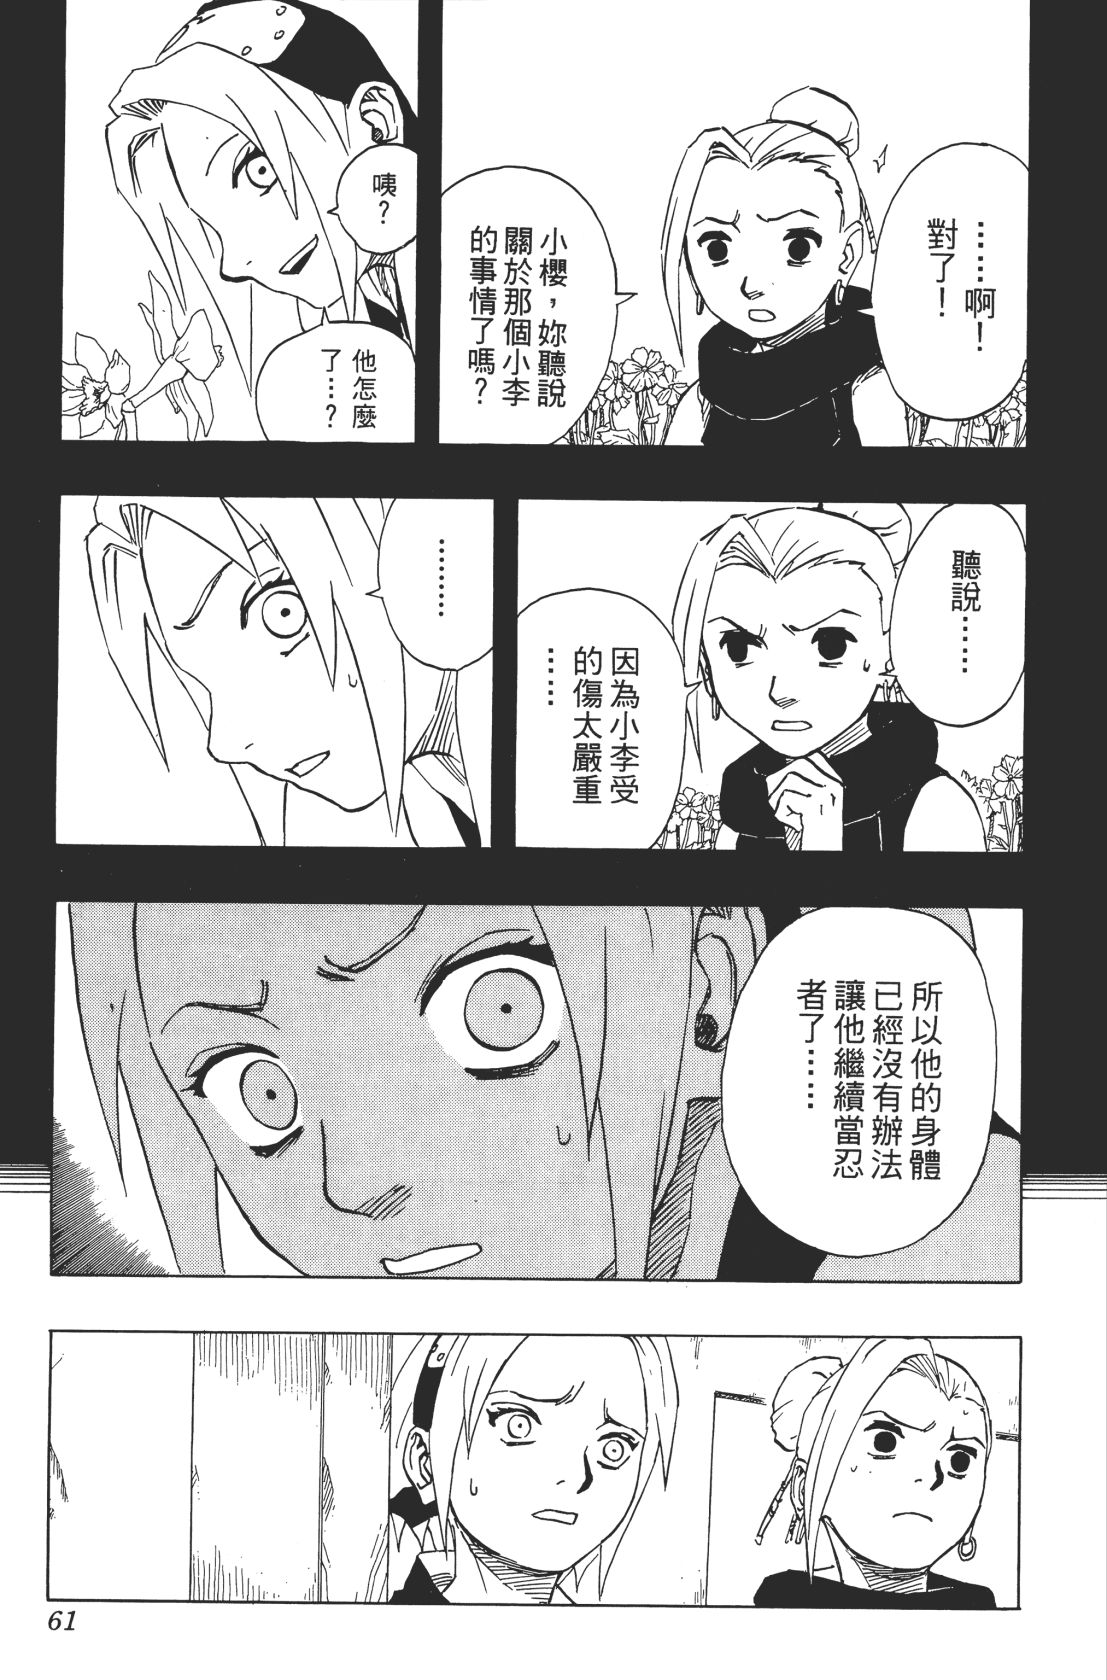 ……啊！
對了！
小櫻，妳聽說
關於那個小李
的事情了嗎？
咦？
他怎麼
了…？
聽說……
因為小李受
的傷太嚴重
……
………
所以他的身體
已經沒有辦法
讓他繼續當忍
者了……
61